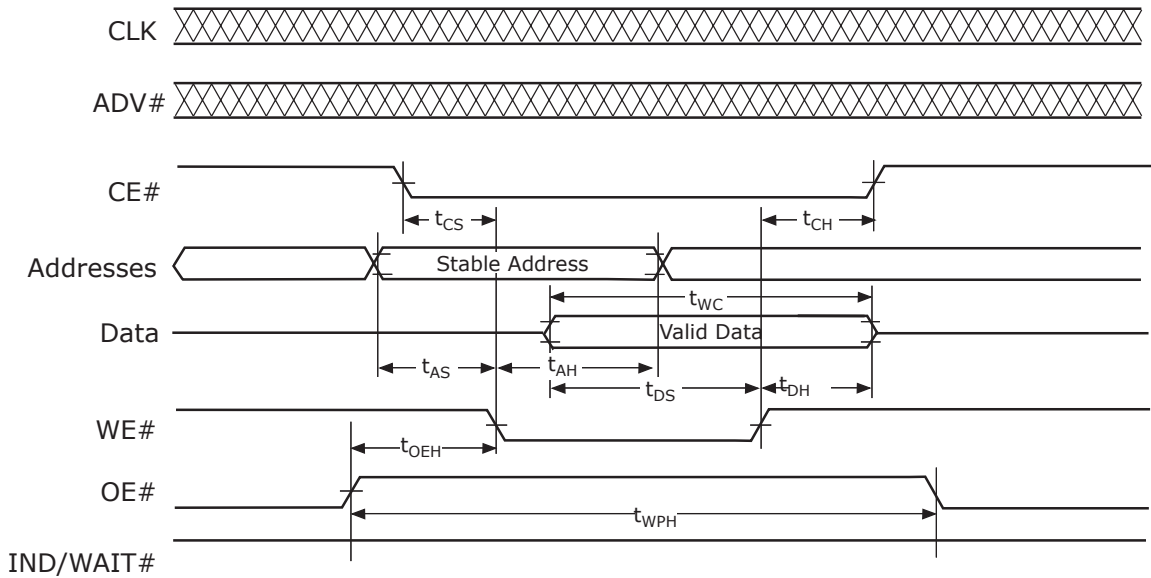 CLK
ADV#
CE#
tCS
tCH
Addresses
Stable Address
tWC
Data
Valid Data
tAS
tAH
tDS
tDH
WE#
tOEH
OE#
tWPH
IND/WAIT#